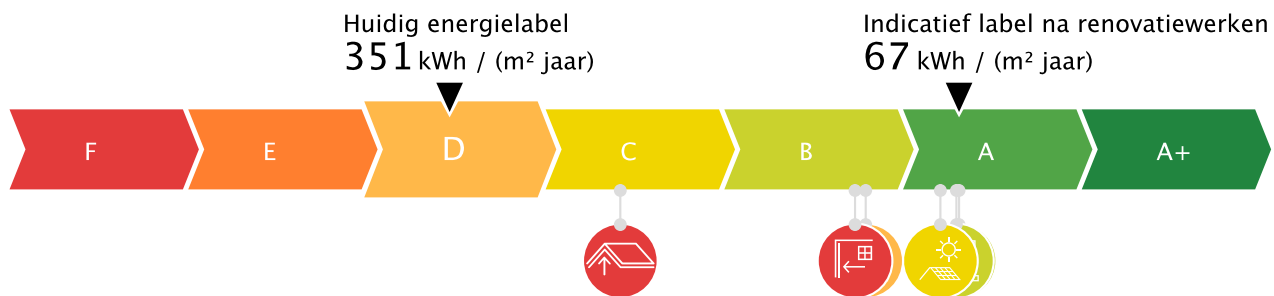 Huidig energielabel
351 kWh / (m² jaar)
Indicatief label na renovatiewerken
67 kWh / (m² jaar)
F E D C B A A+